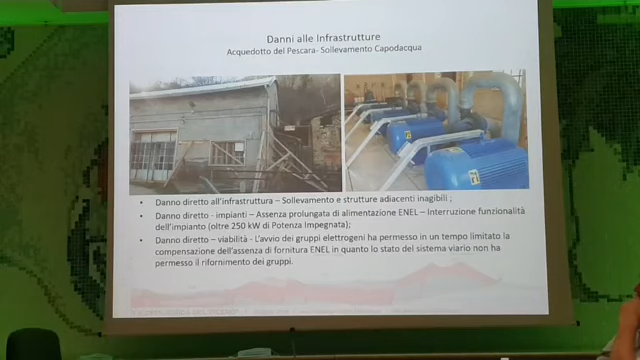 Danni alle Infrastrutture
Acquedotto del Pescara- Sollevamento Capodacqua
• Danno diretto all'infrastruttura – Sollevamento e strutture adiacenti inagibili ;
• Danno diretto - impianti – Assenza prolungata di alimentazione ENEL – Interruzione funzionalità
dell'impianto (oltre 250 kW di Potenza Impegnata);
• Danno diretto – viabilità - L'avvio dei gruppi elettrogeni ha permesso in un tempo limitato la
compensazione dell'assenza di fornitura ENEL in quanto lo stato del sistema viario non ha
permesso il rifornimento dei gruppi.